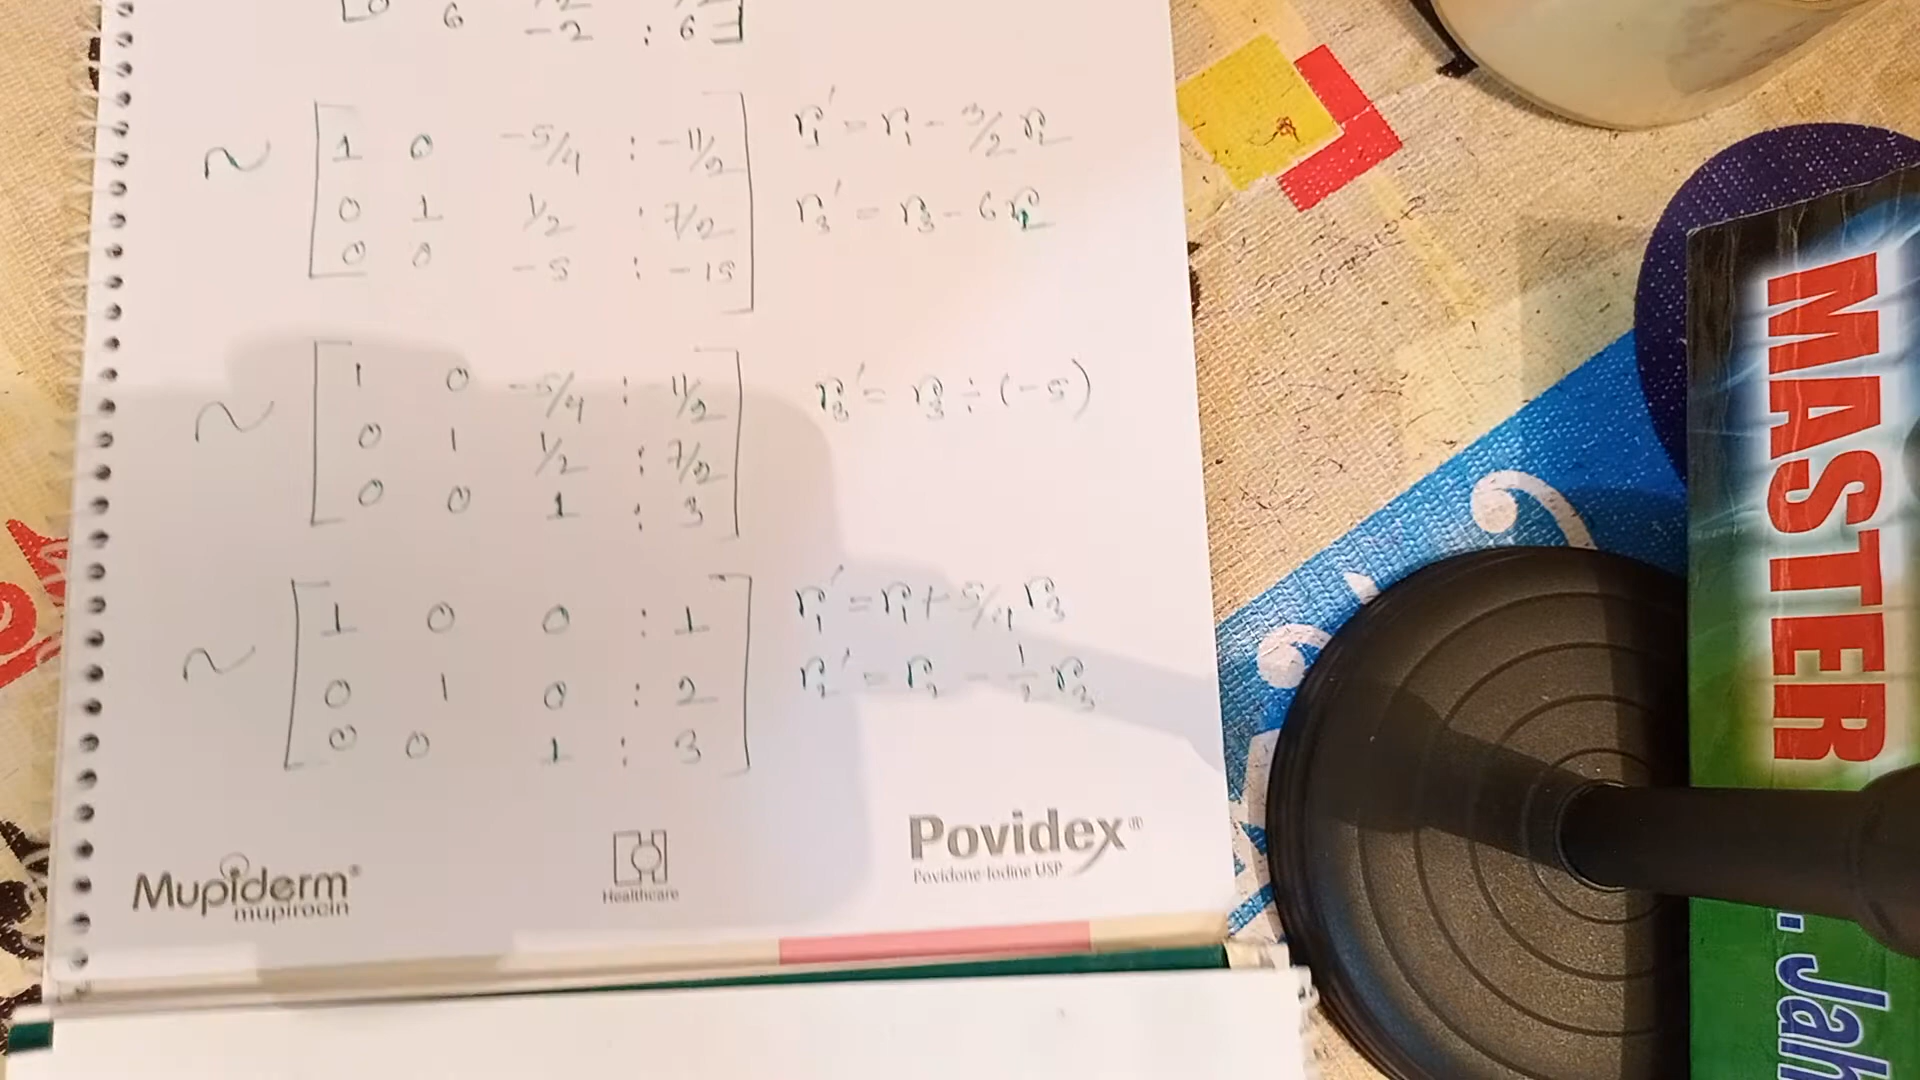 0 6 -2 : 6
r₁' = r₁ - 3/2 r₂
~ 1 0 -5/4 : -11/2
0 1 1/2 : 7/2 r₃' = r₃ - 6r₂
0 0 -5 : -15
~ 1 0 -5/4 : -11/2 r₃' = r₃ ÷ (-5)
0 1 1/2 : 7/2
0 0 1 : 3
~ 1 0 0 : 1 r₁' = r₁ + 5/4 r₃
0 1 0 : 2 r₂' = r₂ - 1/2 r₃
0 0 1 : 3
Mupiderm®
mupirocin
Healthcare
Povidex®
Povidone-Iodine USP
MASTER
.. Jah